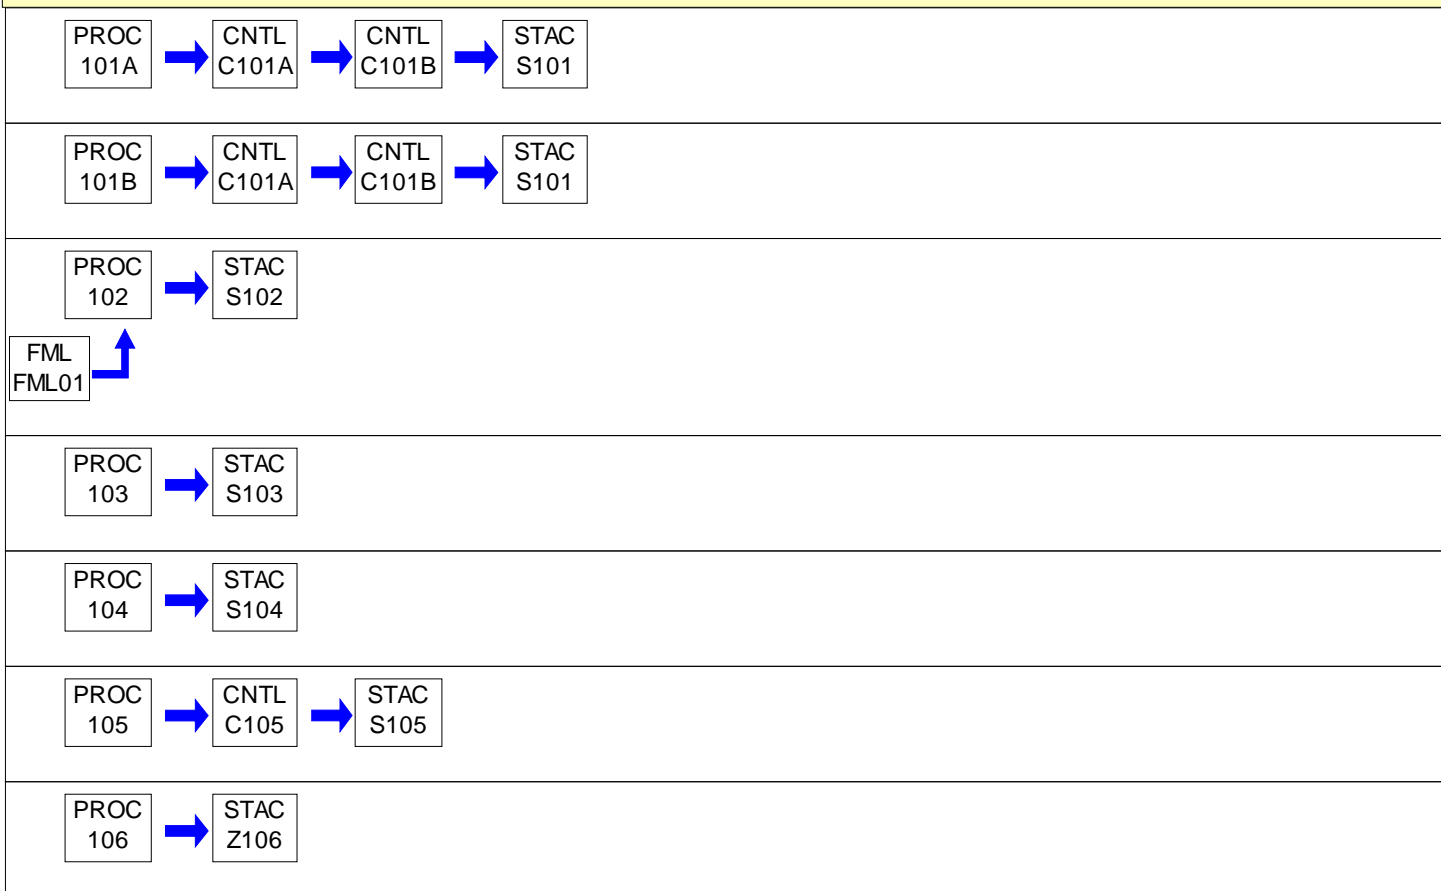 PROC
101A
CNTL
C101A
CNTL
C101B
STAC
S101
PROC
101B
CNTL
C101A
CNTL
C101B
STAC
S101
PROC
102
STAC
S102
FML
FML01
PROC
103
STAC
S103
PROC
104
STAC
S104
PROC
105
CNTL
C105
STAC
S105
PROC
106
STAC
Z106